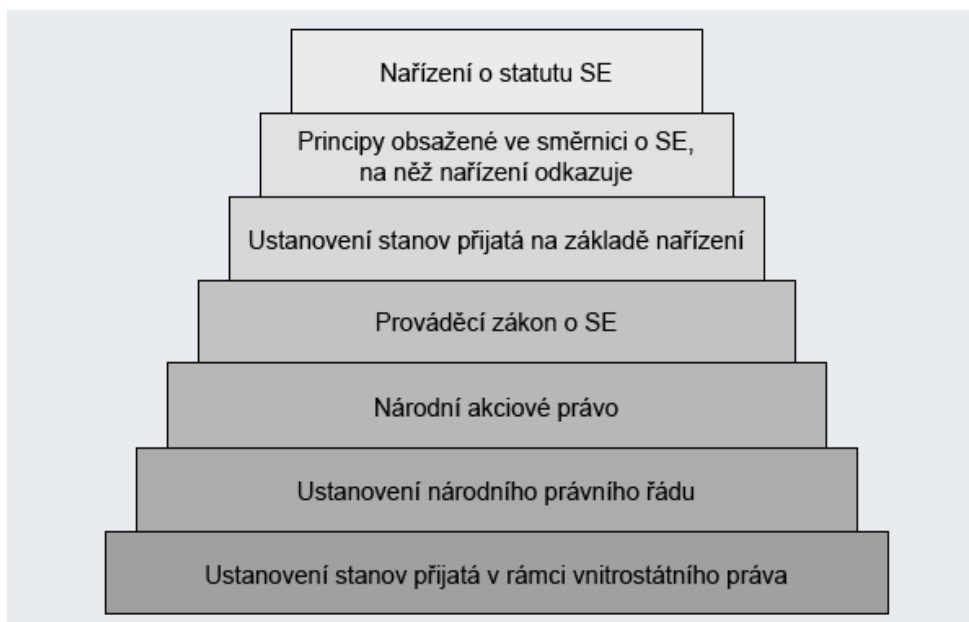 Nařízení o statutu SE
Principy obsažené ve směrnici o SE,
na něž nařízení odkazuje
Ustanovení stanov přijatá na základě nařízení
Prováděcí zákon o SE
Národní akciové právo
Ustanovení národního právního řádu
Ustanovení stanov přijatá v rámci vnitrostátního práva